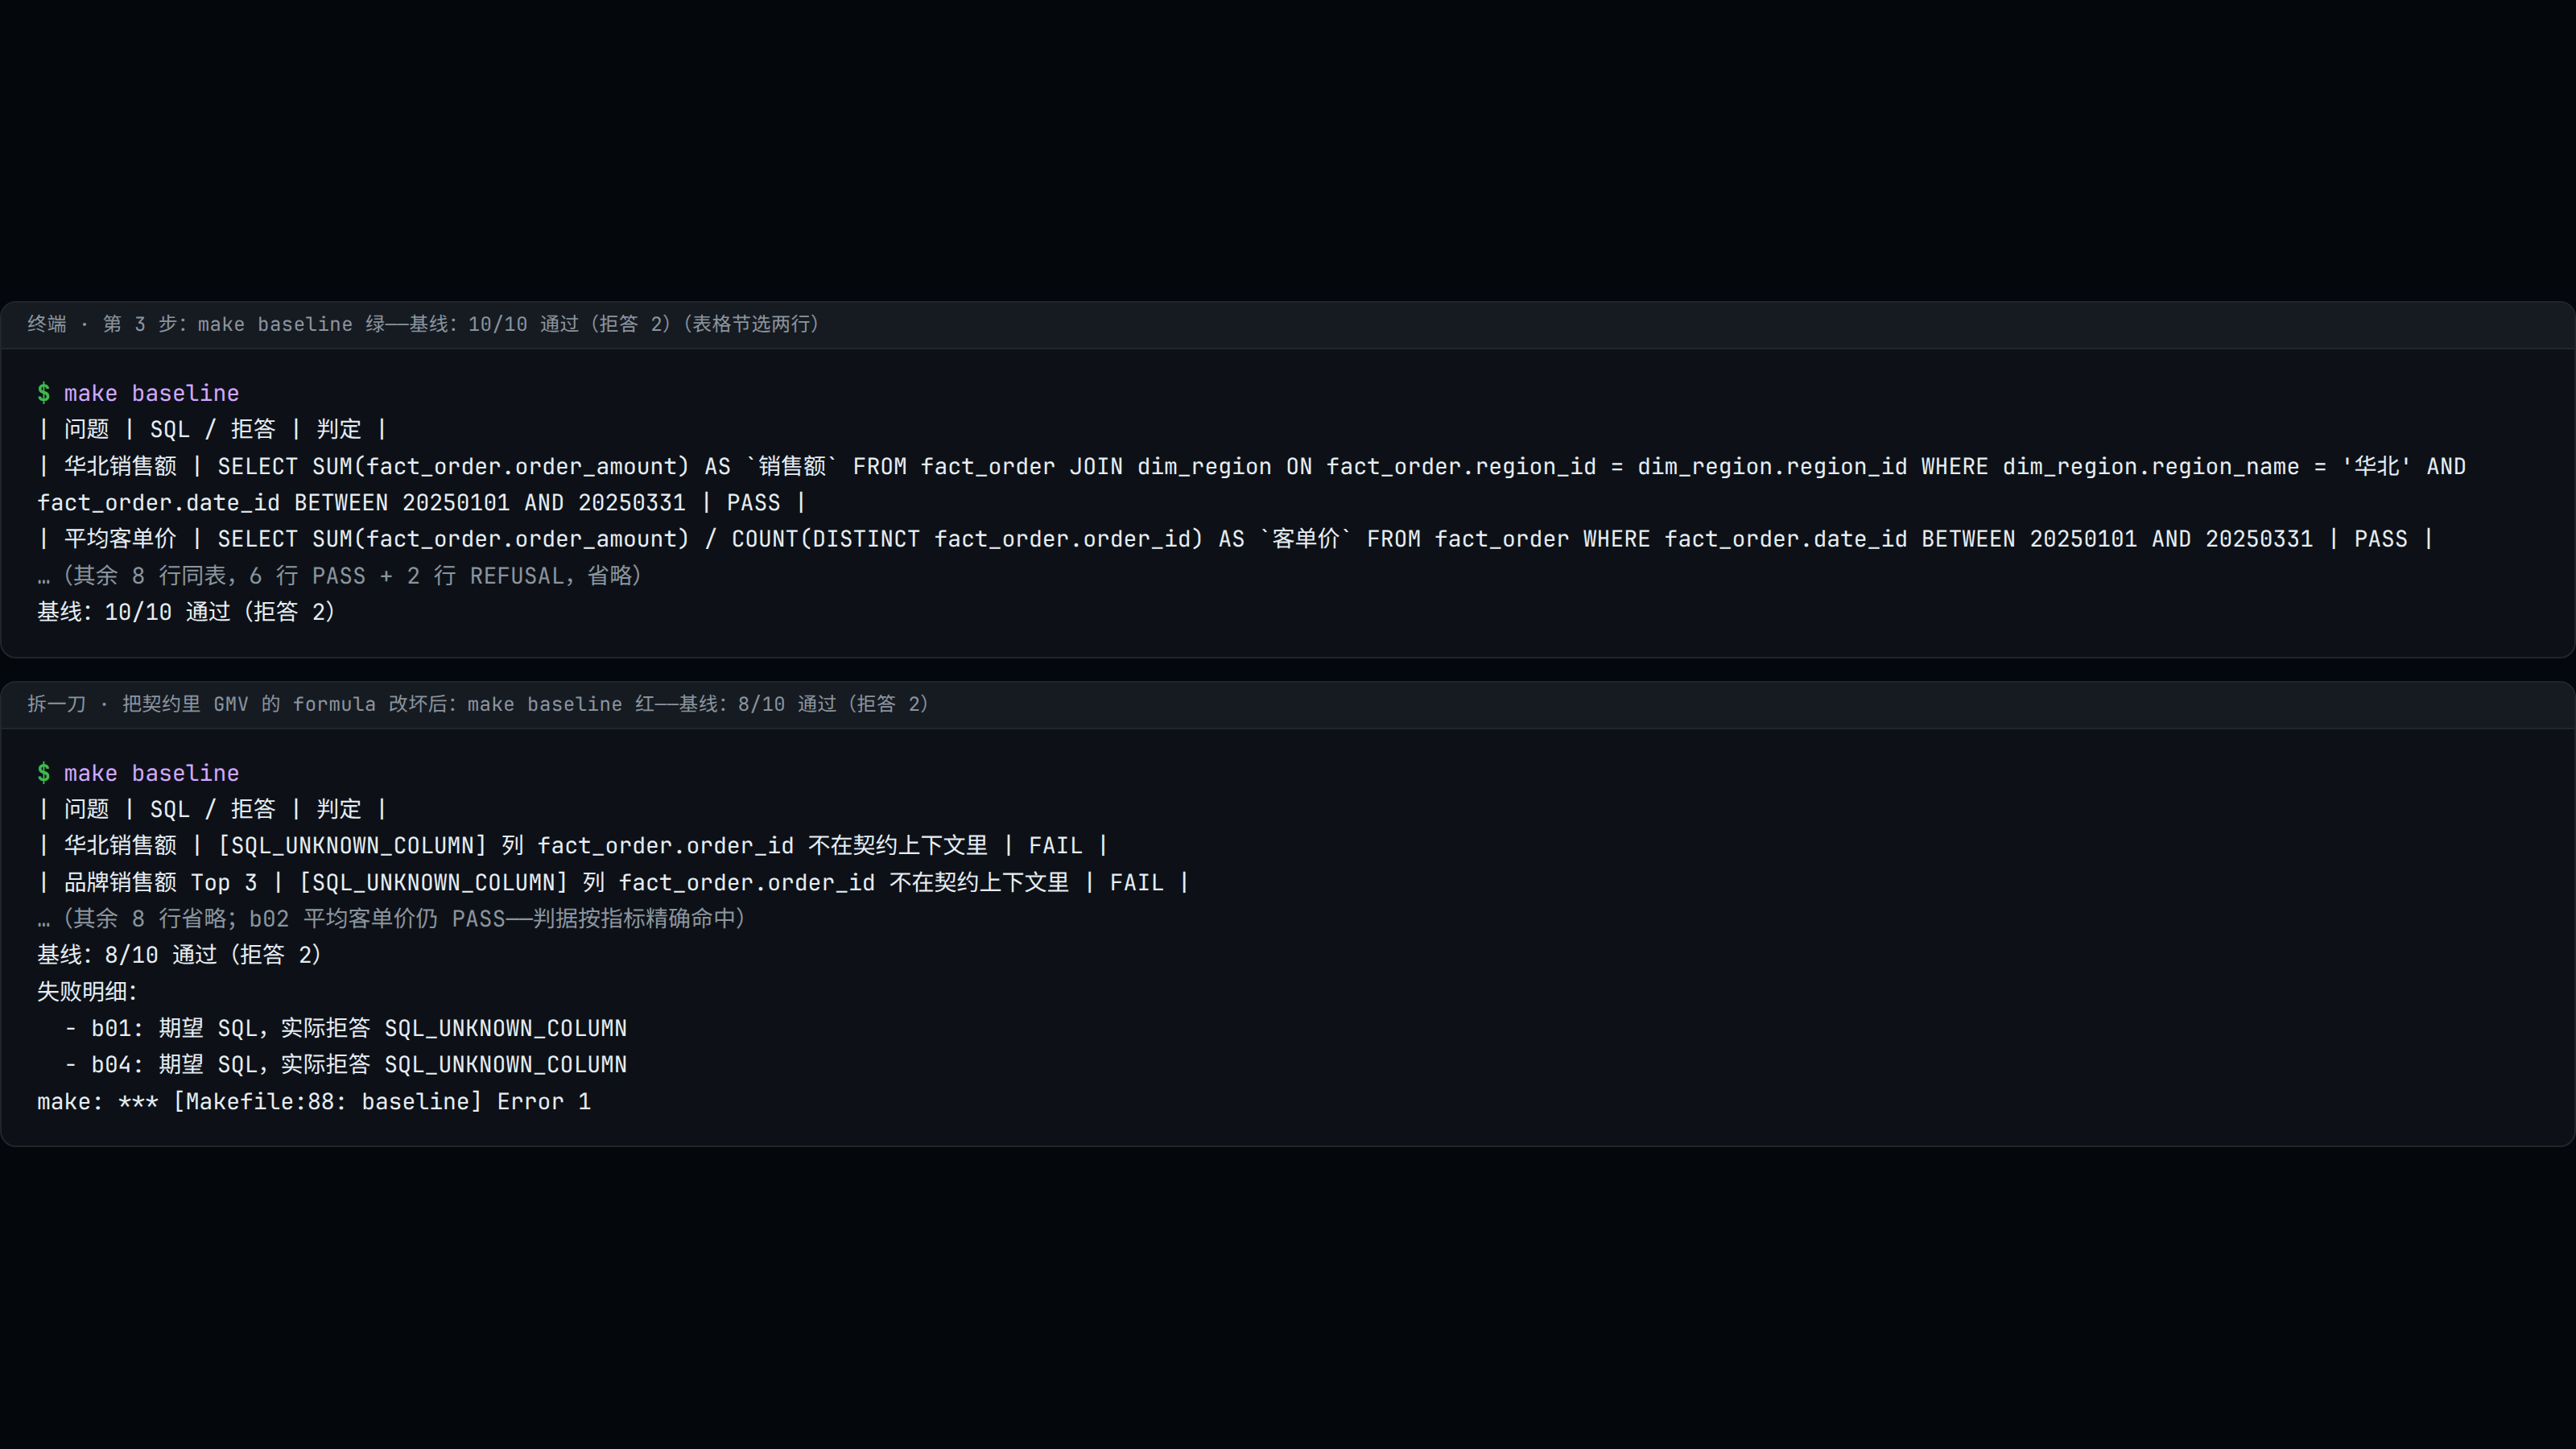 终端 · 第 3 步：make baseline 绿——基线：10/10 通过（拒答 2）（表格节选两行）
$ make baseline
| 问题 | SQL / 拒答 | 判定 |
| 华北销售额 | SELECT SUM(fact_order.order_amount) AS `销售额` FROM fact_order JOIN dim_region ON fact_order.region_id = dim_region.region_id WHERE dim_region.region_name = '华北' AND
fact_order.date_id BETWEEN 20250101 AND 20250331 | PASS |
| 平均客单价 | SELECT SUM(fact_order.order_amount) / COUNT(DISTINCT fact_order.order_id) AS `客单价` FROM fact_order WHERE fact_order.date_id BETWEEN 20250101 AND 20250331 | PASS |
…（其余 8 行同表，6 行 PASS + 2 行 REFUSAL，省略）
基线：10/10 通过（拒答 2）
拆一刀 · 把契约里 GMV 的 formula 改坏后：make baseline 红——基线：8/10 通过（拒答 2）
$ make baseline
| 问题 | SQL / 拒答 | 判定 |
| 华北销售额 | [SQL_UNKNOWN_COLUMN] 列 fact_order.order_id 不在契约上下文里 | FAIL |
| 品牌销售额 Top 3 | [SQL_UNKNOWN_COLUMN] 列 fact_order.order_id 不在契约上下文里 | FAIL |
…（其余 8 行省略；b02 平均客单价仍 PASS——判据按指标精确命中）
基线：8/10 通过（拒答 2）
失败明细：
- b01: 期望 SQL，实际拒答 SQL_UNKNOWN_COLUMN
- b04: 期望 SQL，实际拒答 SQL_UNKNOWN_COLUMN
make: *** [Makefile:88: baseline] Error 1